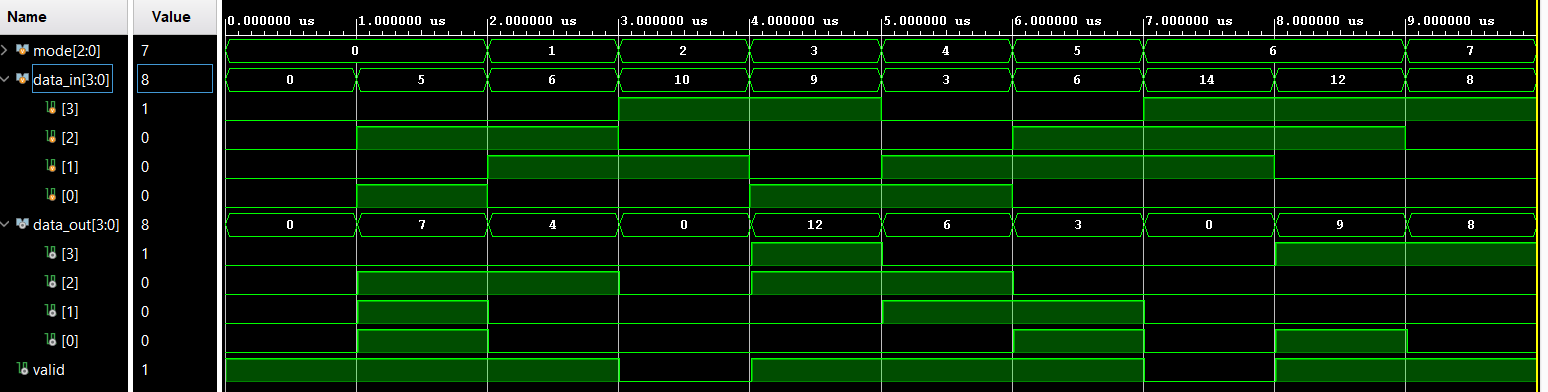 Name Value 0.000000 us 1.000000 us 2.000000 us 3.000000 us 4.000000 us 5.000000 us 6.000000 us 7.000000 us 8.000000 us 9.000000 us
mode[2:0] 7 0 1 2 3 4 5 6 7
data_in[3:0] 8 0 5 6 10 9 3 6 14 12 8
[3] 1
[2] 0
[1] 0
[0] 0
data_out[3:0] 8 0 7 4 0 12 6 3 0 9 8
[3] 1
[2] 0
[1] 0
[0] 0
valid 1